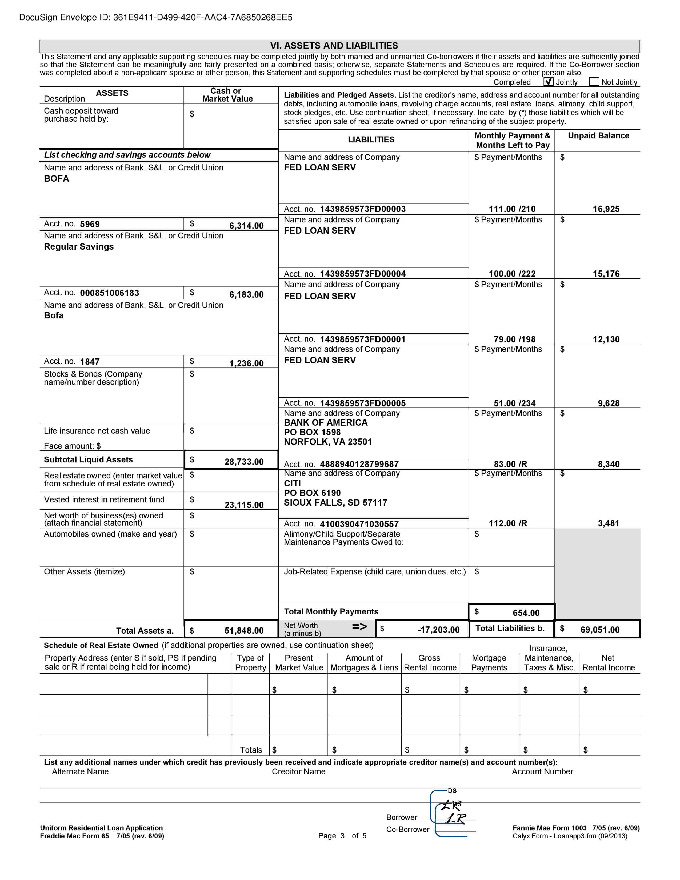 DocuSign Envelope ID: 361E9411-D499-420F-AAC4-7A6850268EE5
VI. ASSETS AND LIABILITIES
This Statement and any applicable supporting schedules may be completed jointly by both married and unmarried Co-borrowers if their assets and liabilities are sufficiently joined
so that the Statement can be meaningfully and fairly presented on a combined basis; otherwise, separate Statements and Schedules are required. If the Co-Borrower section
was completed about a non-applicant spouse or other person, this Statement and supporting schedules must be completed by that spouse or other person also.
Completed ☑ Jointly ☐ Not Jointly
ASSETS
Description
Cash or
Market Value
Cash deposit toward
purchase held by:
$
Liabilities and Pledged Assets. List the creditor's name, address and account number for all outstanding
debts, including automobile loans, revolving charge accounts, real estate loans, alimony, child support,
stock pledges, etc. Use continuation sheet, if necessary. Indicate by (*) those liabilities which will be
satisfied upon sale of real estate owned or upon refinancing of the subject property.
LIABILITIES
Monthly Payment &
Months Left to Pay
Unpaid Balance
List checking and savings accounts below
Name and address of Bank, S&L, or Credit Union
BOFA
Acct. no. 5969 $ 6,314.00
Name and address of Bank, S&L, or Credit Union
Regular Savings
Acct. no. 000851006183 $ 6,183.00
Name and address of Bank, S&L, or Credit Union
Bofa
Acct. no. 1847 $ 1,236.00
Stocks & Bonds (Company
name/number description)
$
Life insurance net cash value $
Face amount: $
Subtotal Liquid Assets $ 28,733.00
Real estate owned (enter market value
from schedule of real estate owned)
$
Vested interest in retirement fund $ 23,115.00
Net worth of business(es) owned
(attach financial statement)
$
Automobiles owned (make and year) $
Other Assets (itemize) $
Total Assets a. $ 51,848.00
Name and address of Company $ Payment/Months $
FED LOAN SERV
Acct. no. 1439859573FD00003 111.00 /210 16,925
Name and address of Company $ Payment/Months $
FED LOAN SERV
Acct. no. 1439859573FD00004 100.00 /222 15,176
Name and address of Company $ Payment/Months $
FED LOAN SERV
Acct. no. 1439859573FD00001 79.00 /198 12,130
Name and address of Company $ Payment/Months $
FED LOAN SERV
Acct. no. 1439859573FD00005 51.00 /234 9,628
Name and address of Company $ Payment/Months $
BANK OF AMERICA
PO BOX 1598
NORFOLK, VA 23501
Acct. no. 4888940128799687 83.00 /R 8,340
Name and address of Company $ Payment/Months $
CITI
PO BOX 6190
SIOUX FALLS, SD 57117
Acct. no. 4100390471030557 112.00 /R 3,481
Alimony/Child Support/Separate
Maintenance Payments Owed to:
$
Job-Related Expense (child care, union dues, etc.) $
Total Monthly Payments $ 654.00
Net Worth
(a minus b)
=> $ -17,203.00 Total Liabilities b. $ 69,051.00
Schedule of Real Estate Owned (if additional properties are owned, use continuation sheet)
Property Address (enter S if sold, PS if pending
sale or R if rental being held for income)
Type of
Property
Present
Market Value
Amount of
Mortgages & Liens
Gross
Rental Income
Mortgage
Payments
Insurance,
Maintenance,
Taxes & Misc.
Net
Rental Income
$ $ $ $ $ $
Totals $ $ $ $ $ $
List any additional names under which credit has previously been received and indicate appropriate creditor name(s) and account number(s):
Alternate Name Creditor Name Account Number
DS
Borrower
Co-Borrower
Uniform Residential Loan Application
Freddie Mac Form 65 7/05 (rev. 6/09)
Page 3 of 5
Fannie Mae Form 1003 7/05 (rev. 6/09)
Calyx Form - Loanapp3.frm (09/2013)